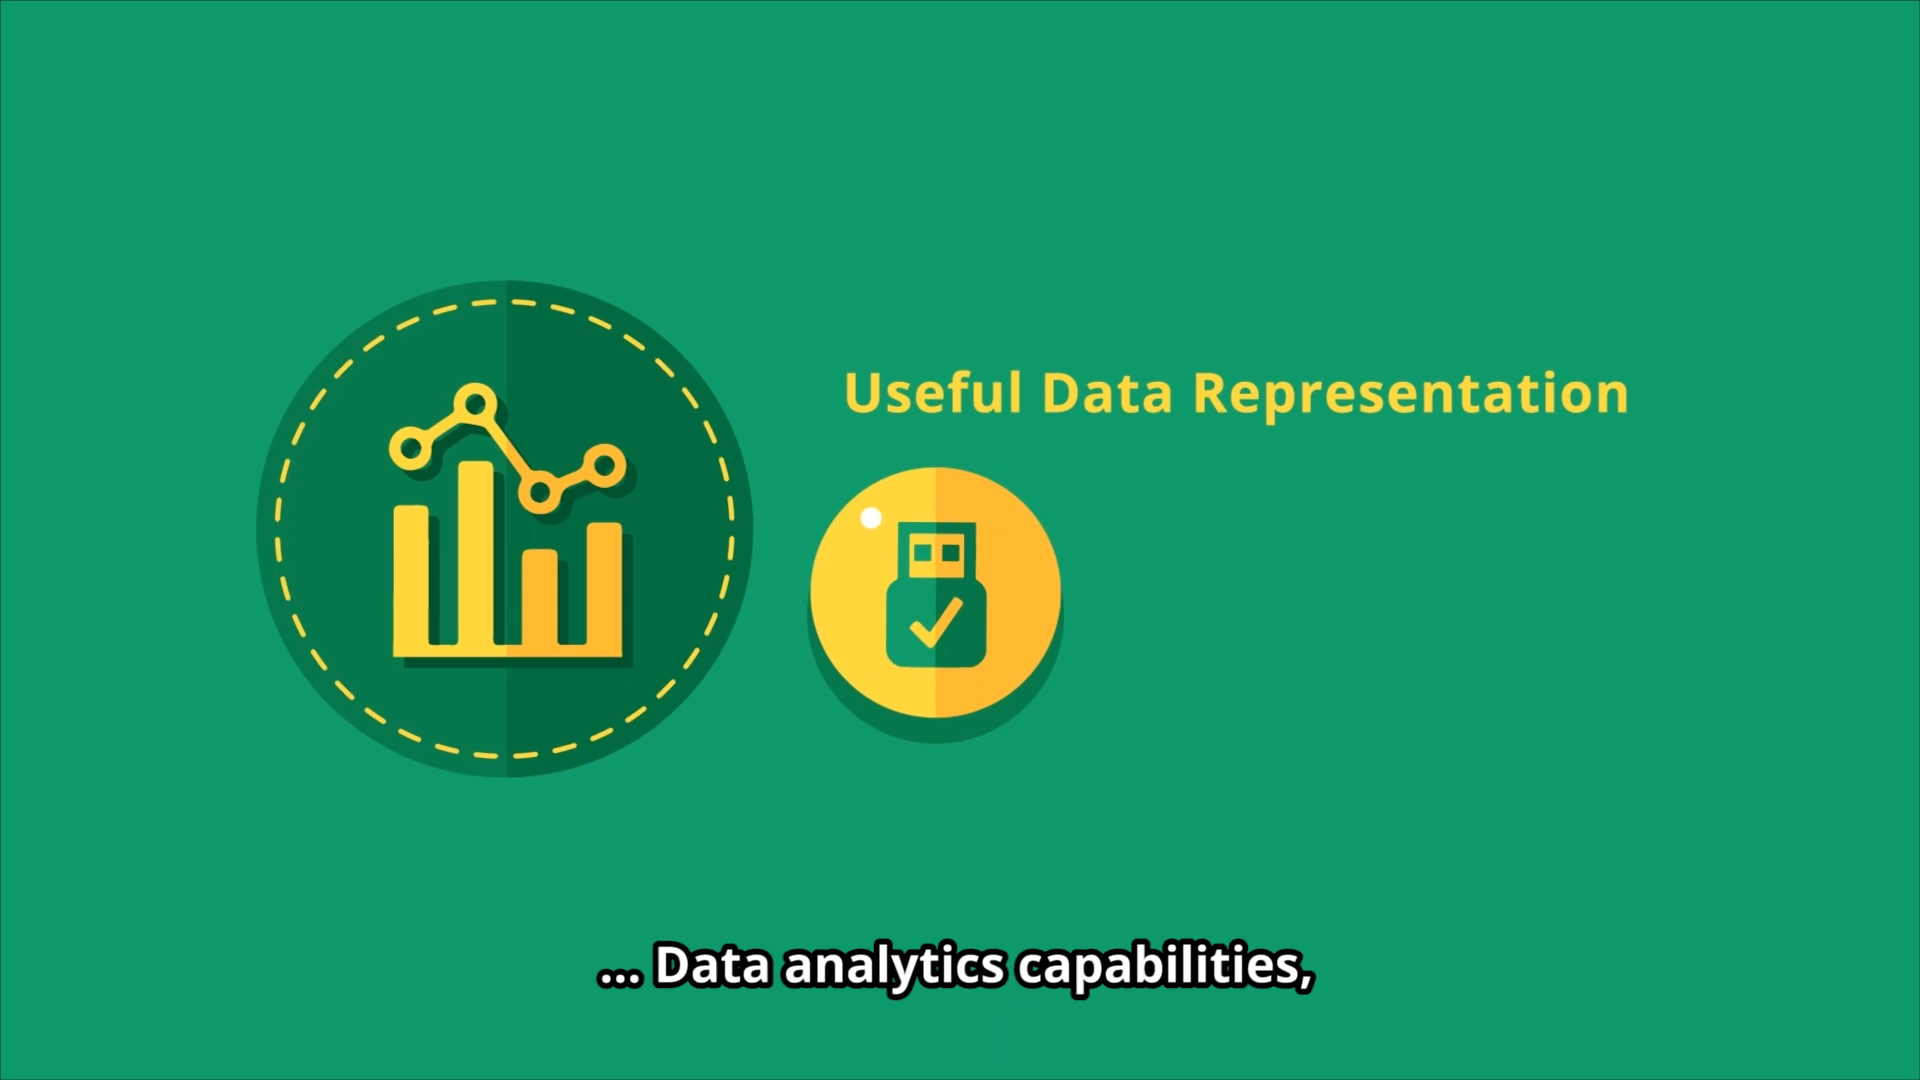 Useful Data Representation
... Data analytics capabilities,